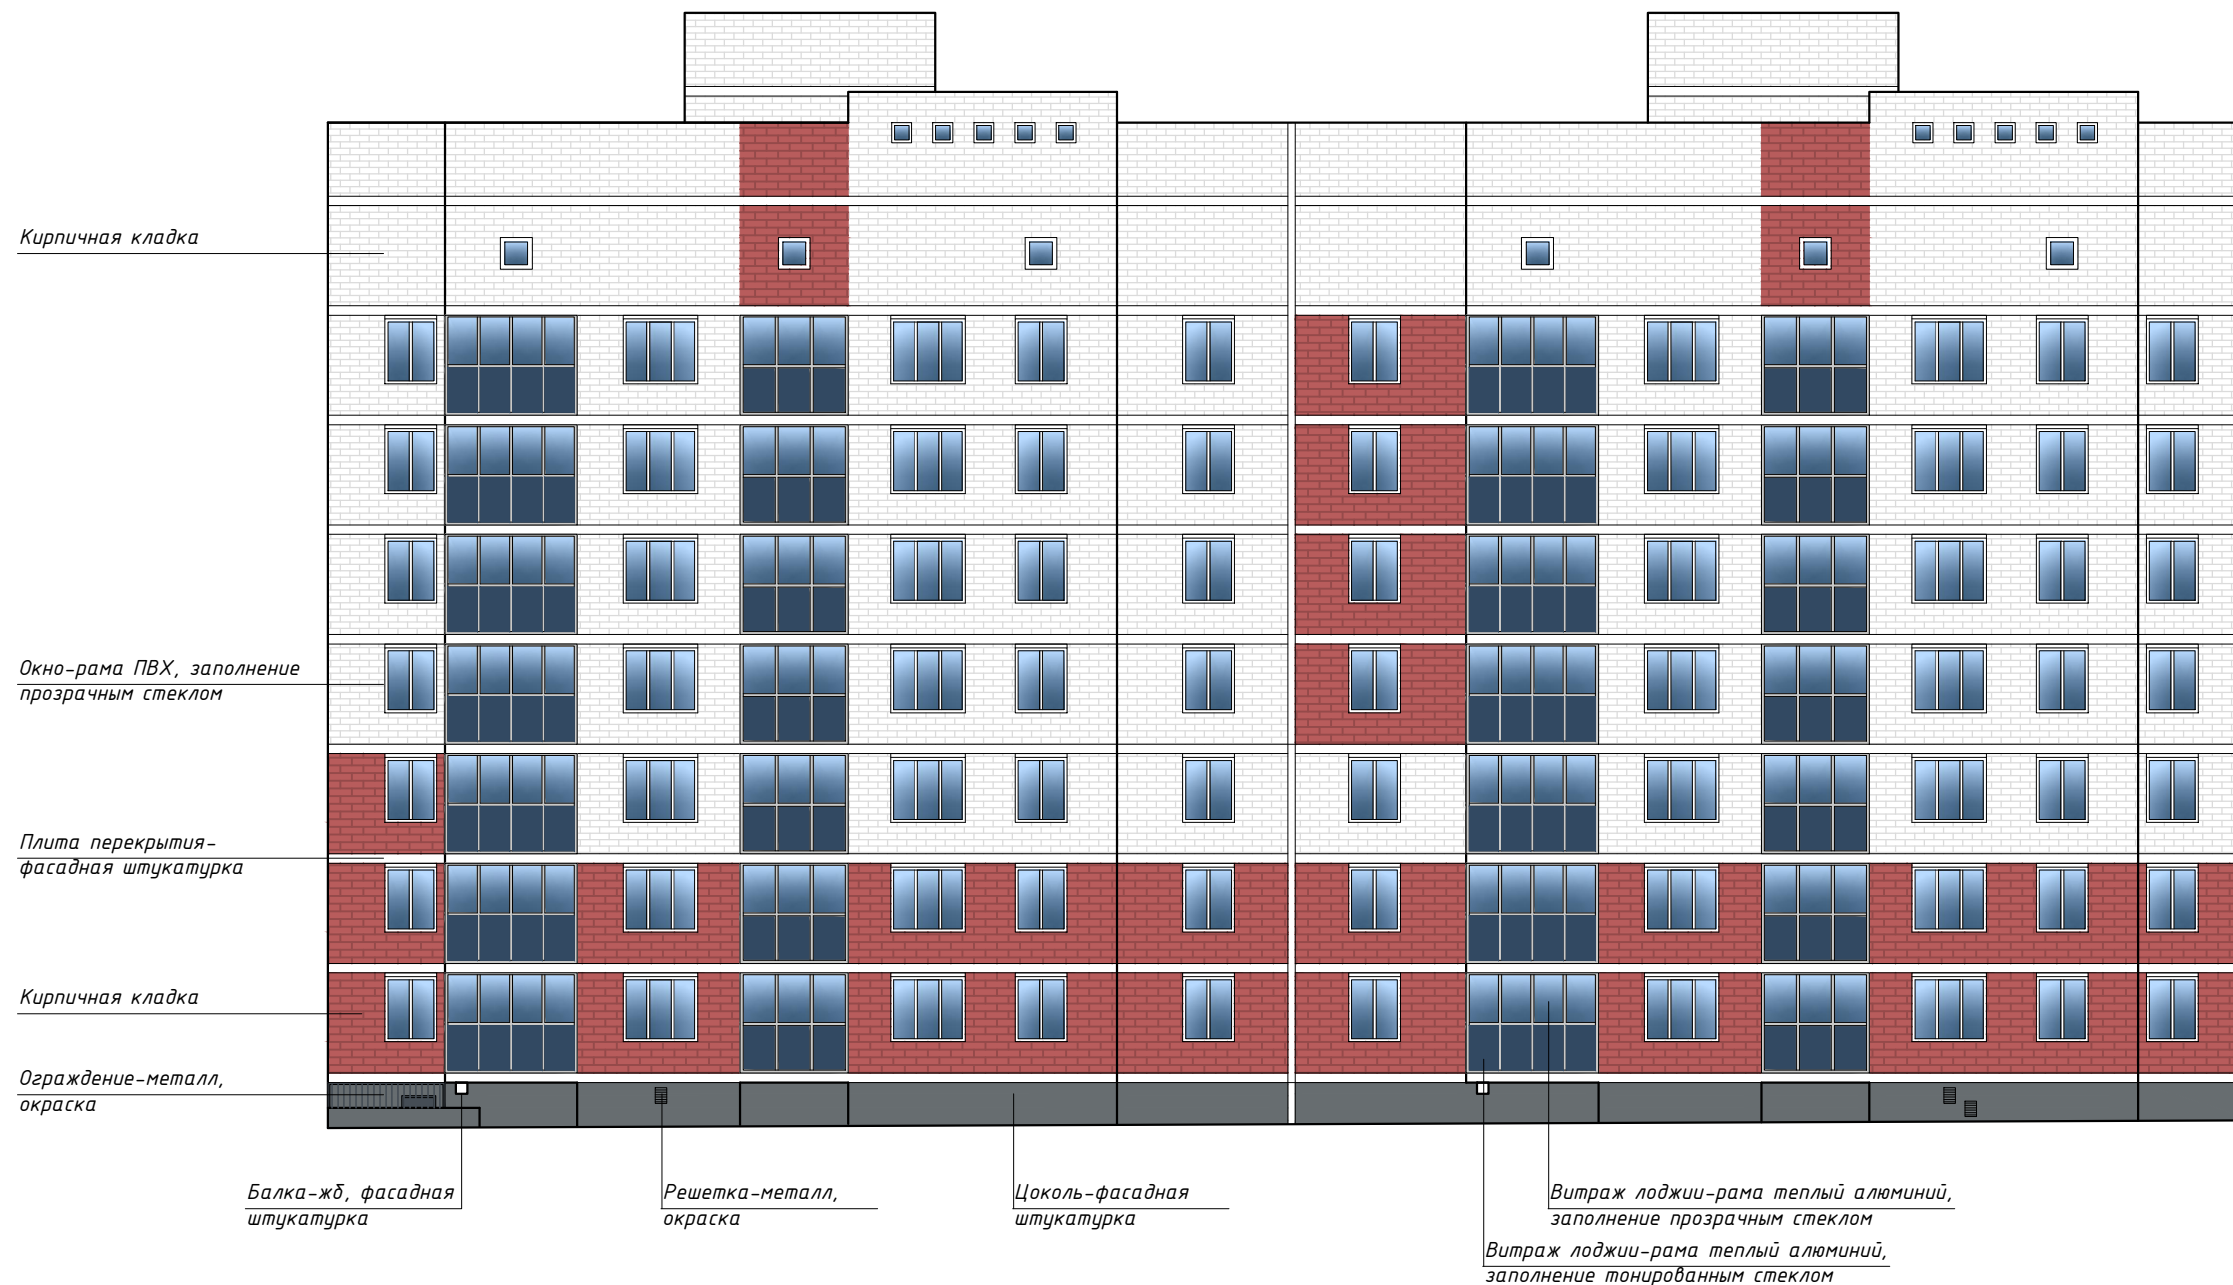 Кирпичная кладка
Окно-рама ПВХ, заполнение
прозрачным стеклом
Плита перекрытия-
фасадная штукатурка
Кирпичная кладка
Ограждение-металл,
окраска
Балка-жб, фасадная
штукатурка
Решетка-металл,
окраска
Цоколь-фасадная
штукатурка
Витраж лоджии-рама теплый алюминий,
заполнение прозрачным стеклом
Витраж лоджии-рама теплый алюминий,
заполнение тонированным стеклом